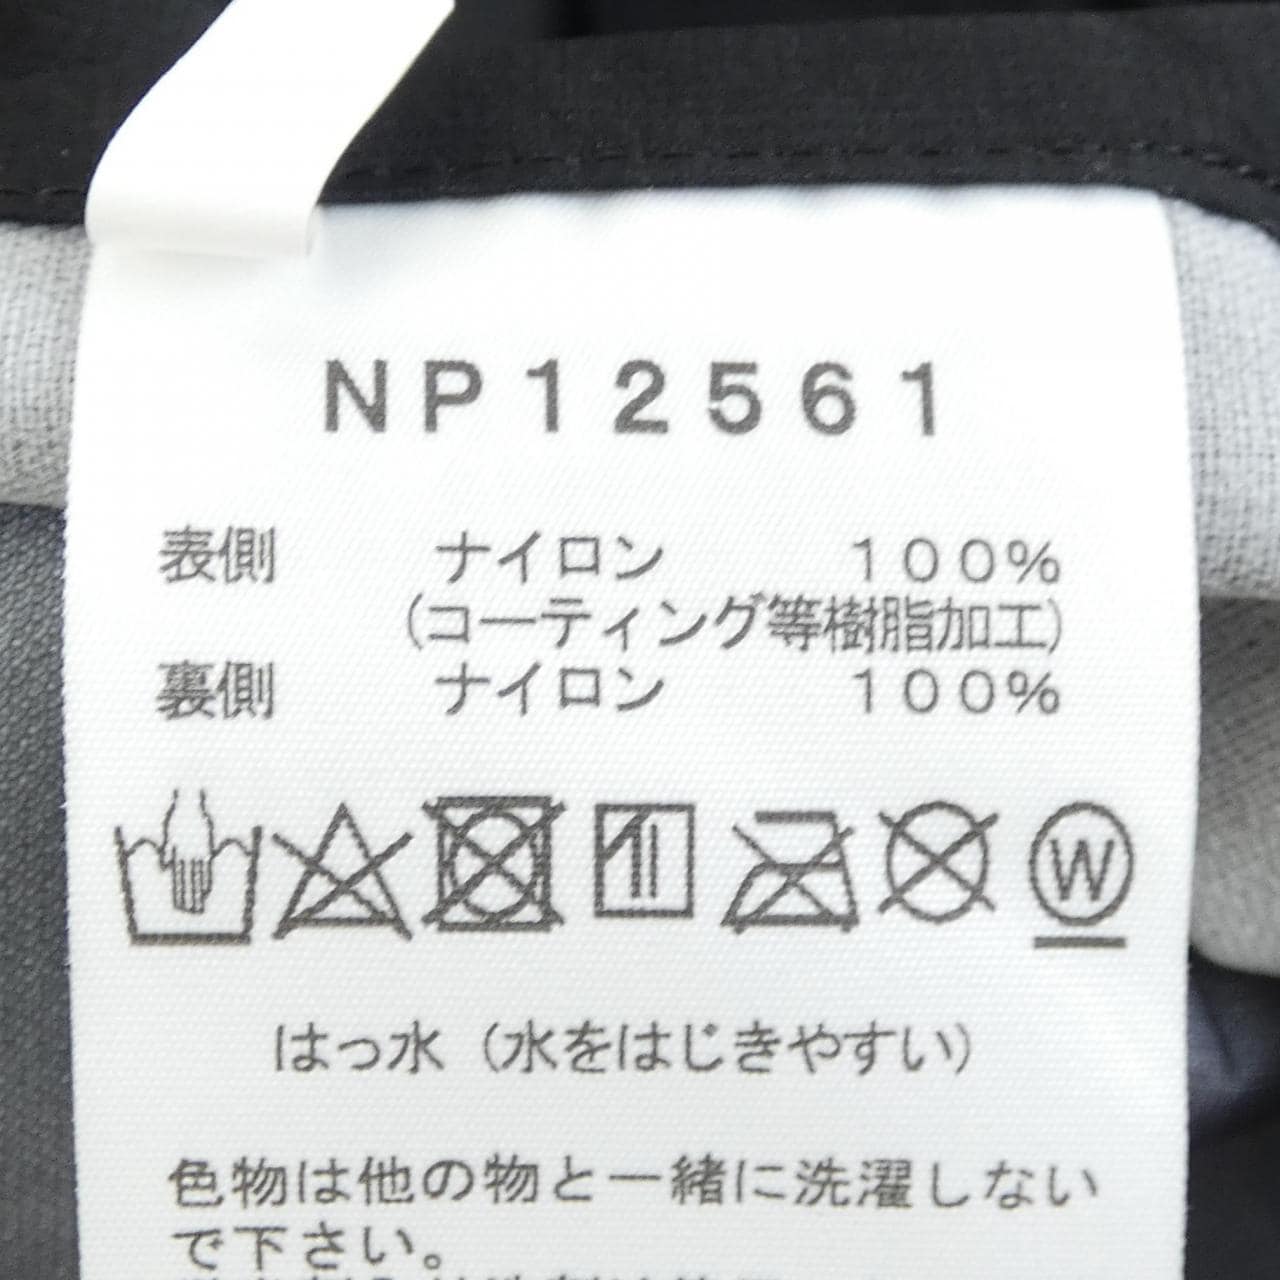 NP12561
表側 ナイロン 100%
(コーティング等樹脂加工)
裏側 ナイロン 100%
W
はっ水（水をはじきやすい）
色物は他の物と一緒に洗濯しない
で下さい。